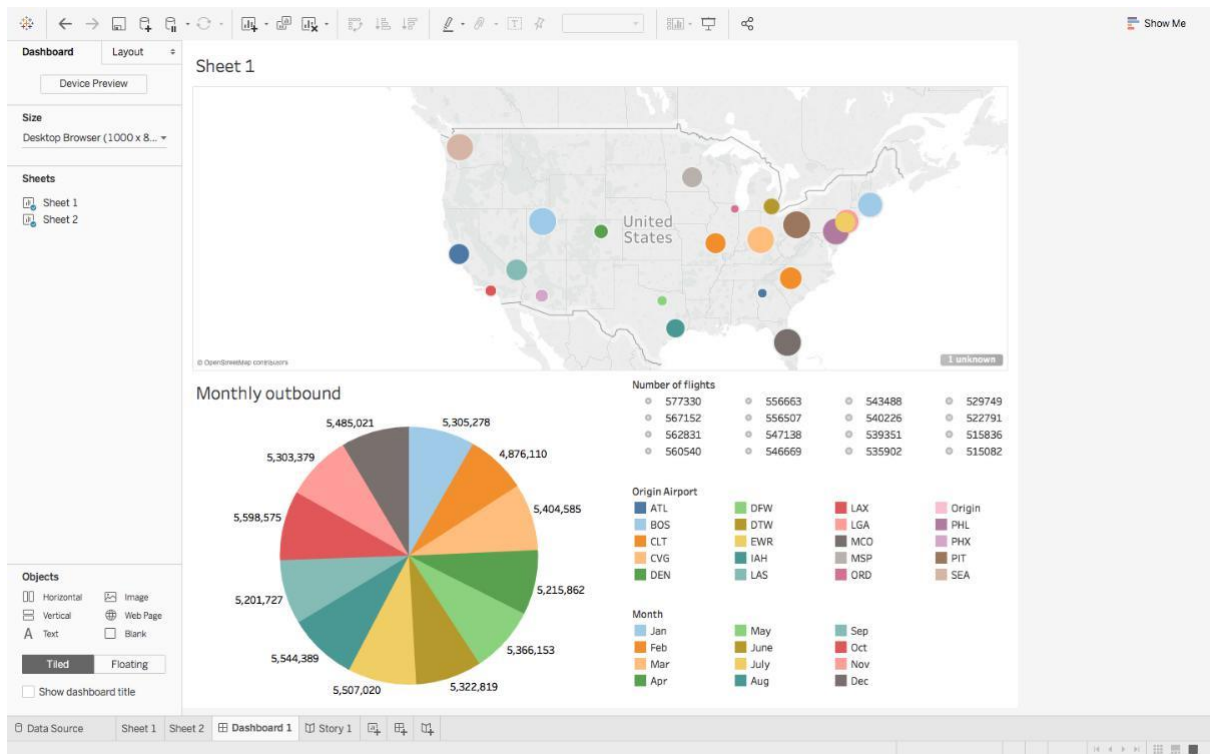 Show Me
Dashboard Layout
Device Preview
Size
Desktop Browser (1000 x 8...
Sheets
Sheet 1
Sheet 2
Sheet 1
United
States
© OpenStreetMap contributors
1 unknown
Monthly outbound
5,485,021
5,305,278
5,303,379
4,876,110
5,598,575
5,404,585
5,201,727
5,215,862
5,544,389
5,366,153
5,507,020
5,322,819
Number of flights
577330 556663 543488 529749
567152 556507 540226 522791
562831 547138 539351 515836
560540 546669 535902 515082
Origin Airport
ATL DFW LAX Origin
BOS DTW LGA PHL
CLT EWR MCO PHX
CVG IAH MSP PIT
DEN LAS ORD SEA
Month
Jan May Sep
Feb June Oct
Mar July Nov
Apr Aug Dec
Objects
Horizontal Image
Vertical Web Page
A Text Blank
Tiled Floating
Show dashboard title
Data Source Sheet 1 Sheet 2 Dashboard 1 Story 1